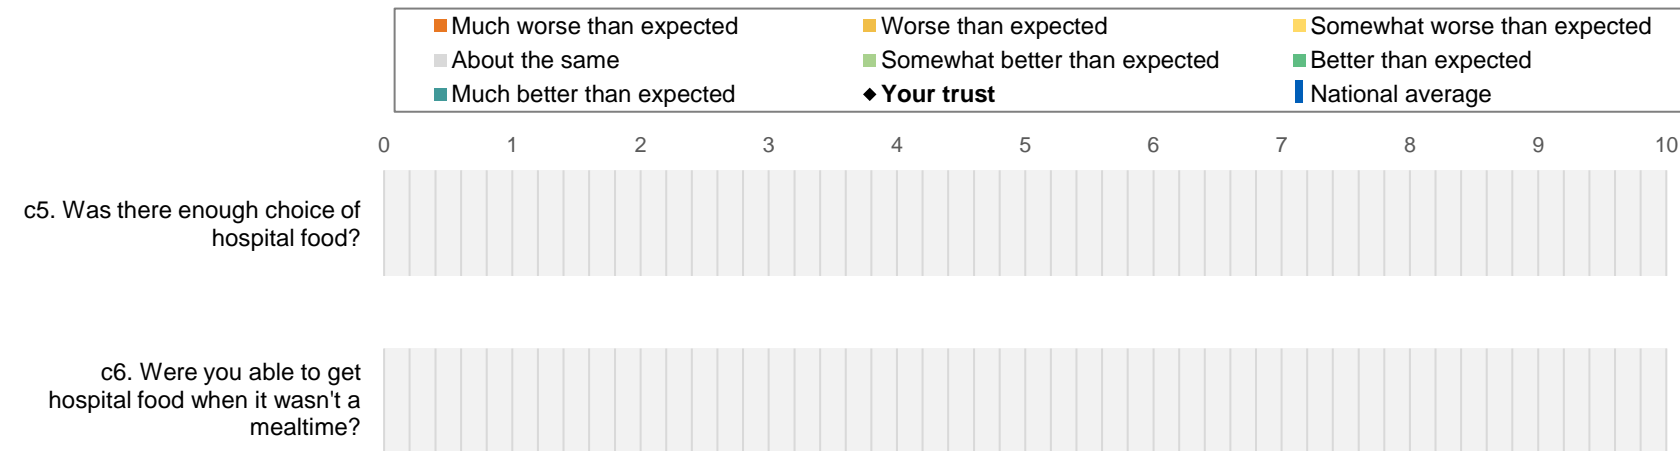 Much worse than expected
Worse than expected
Somewhat worse than expected
About the same
Somewhat better than expected
Better than expected
Much better than expected
Your trust
National average
0 1 2 3 4 5 6 7 8 9 10
c5. Was there enough choice of
hospital food?
c6. Were you able to get
hospital food when it wasn't a
mealtime?